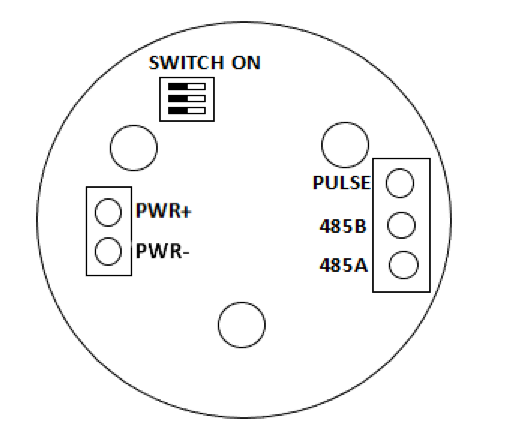 SWITCH ON
PULSE
PWR+
485B
PWR-
485A